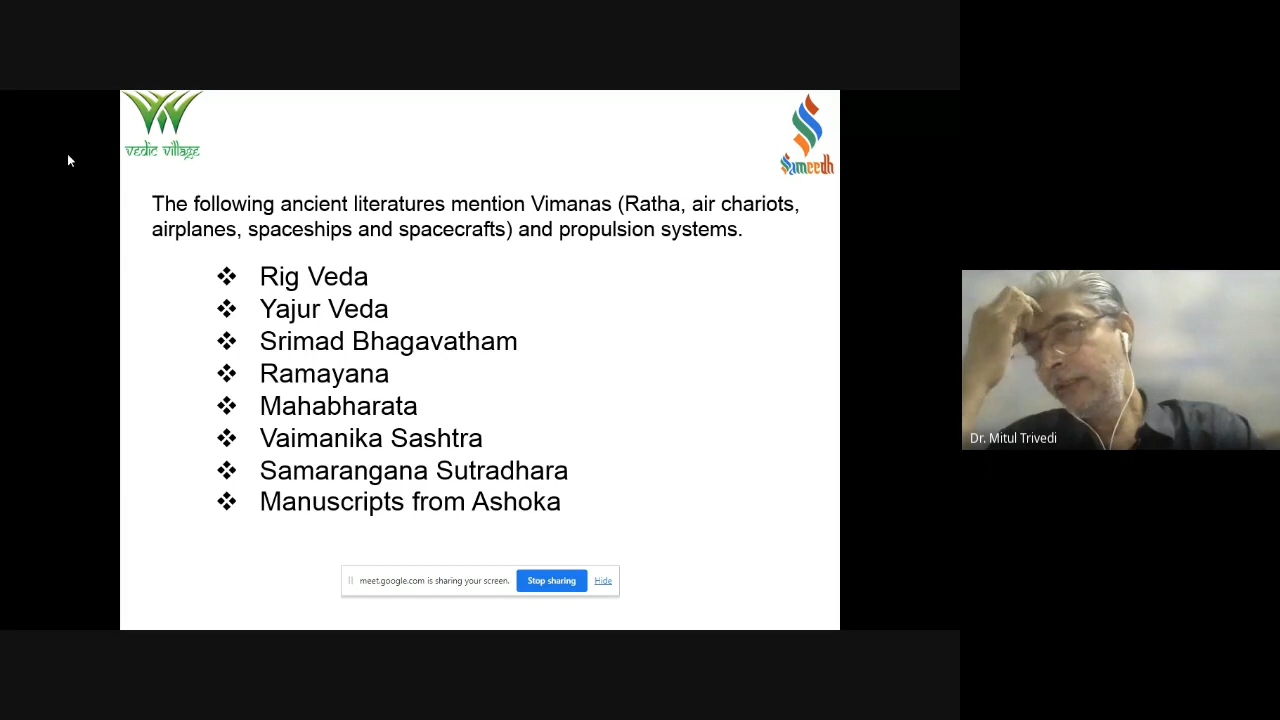 vedic village
Sameedh
The following ancient literatures mention Vimanas (Ratha, air chariots,
airplanes, spaceships and spacecrafts) and propulsion systems.
❖ Rig Veda
❖ Yajur Veda
❖ Srimad Bhagavatham
❖ Ramayana
❖ Mahabharata
❖ Vaimanika Sashtra
❖ Samarangana Sutradhara
❖ Manuscripts from Ashoka
meet.google.com is sharing your screen. Stop sharing Hide
Dr. Mitul Trivedi